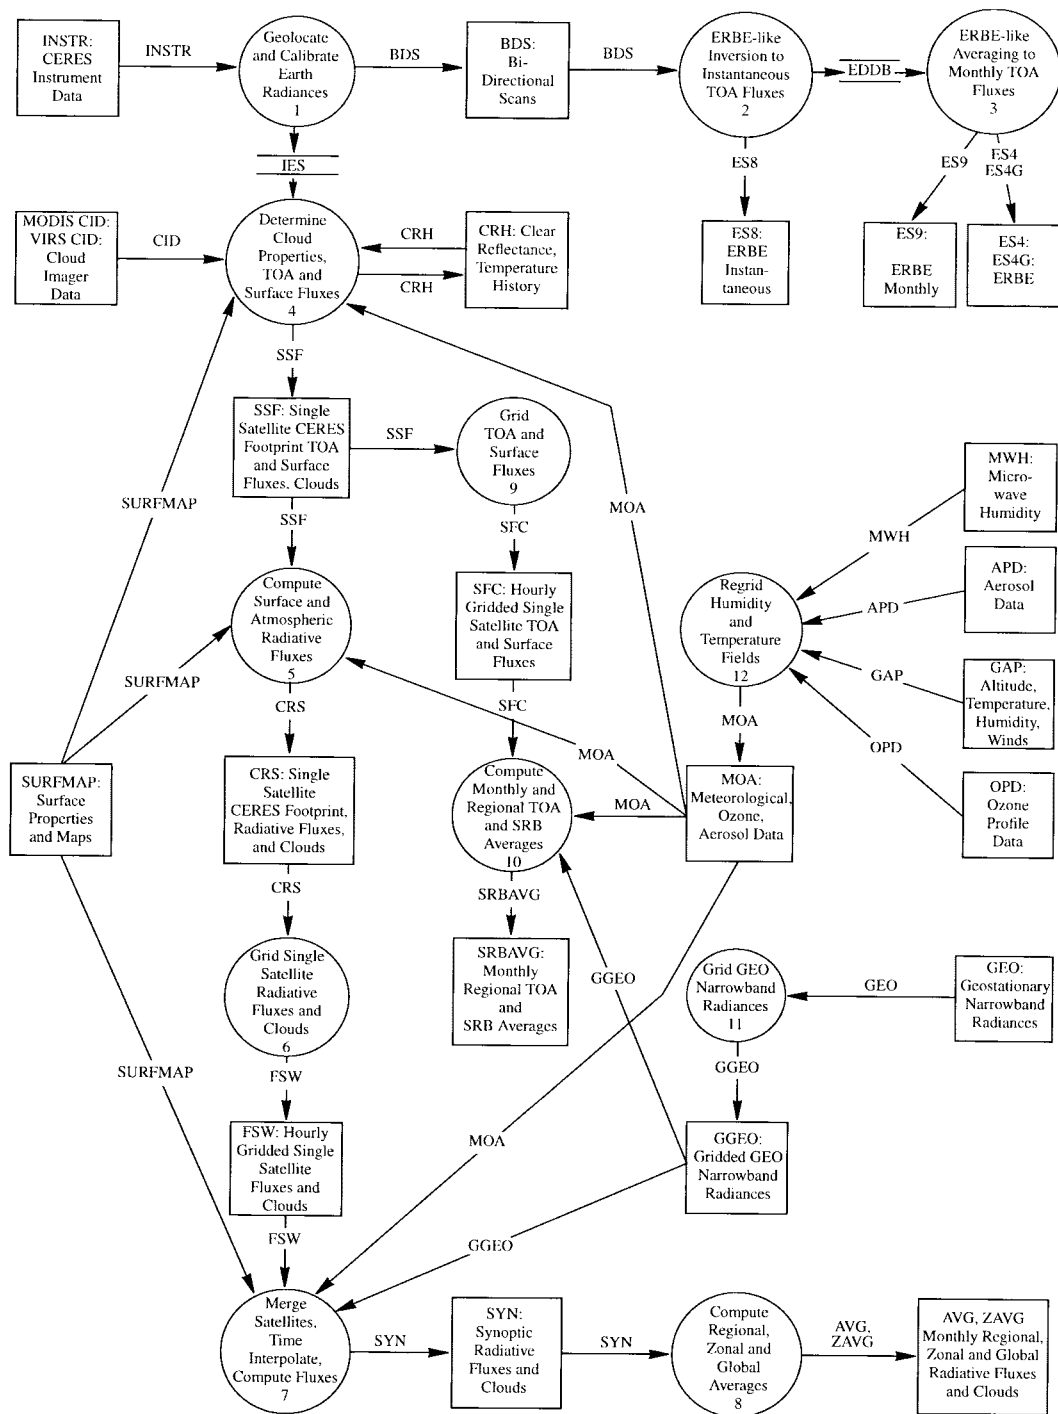 INSTR:
CERES
Instrument
Data
INSTR
Geolocate
and Calibrate
Earth
Radiances
1
BDS
BDS:
Bi-
Directional
Scans
BDS
ERBE-like
Inversion to
Instantaneous
TOA Fluxes
2
EDDB
ERBE-like
Averaging to
Monthly TOA
Fluxes
3
IES
ES8
ES9
ES4
ES4G
MODIS CID:
VIRS CID:
Cloud
Imager
Data
CID
Determine
Cloud
Properties,
TOA and
Surface Fluxes
4
CRH
CRH
CRH: Clear
Reflectance,
Temperature
History
ES8:
ERBE
Instan-
taneous
ES9:
ERBE
Monthly
ES4:
ES4G:
ERBE
SSF
SSF: Single
Satellite CERES
Footprint TOA
and Surface
Fluxes, Clouds
SSF
Grid
TOA and
Surface
Fluxes
9
SURFMAP
MOA
SSF
SFC
MWH:
Micro-
wave
Humidity
MWH
APD:
Aerosol
Data
APD
Compute
Surface and
Atmospheric
Radiative
Fluxes
5
SFC: Hourly
Gridded Single
Satellite TOA
and Surface
Fluxes
Regrid
Humidity
and
Temperature
Fields
12
SURFMAP
GAP
GAP:
Altitude,
Temperature,
Humidity,
Winds
CRS
SFC
MOA
OPD
MOA
SURFMAP:
Surface
Properties
and Maps
CRS: Single
Satellite
CERES Footprint,
Radiative Fluxes,
and Clouds
Compute
Monthly and
Regional TOA
and SRB
Averages
10
MOA
MOA:
Meteorological,
Ozone,
Aerosol Data
OPD:
Ozone
Profile
Data
CRS
SRBAVG
Grid Single
Satellite
Radiative
Fluxes and
Clouds
6
SRBAVG:
Monthly
Regional TOA
and
SRB Averages
GGEO
Grid GEO
Narrowband
Radiances
11
GEO
GEO:
Geostationary
Narrowband
Radiances
SURFMAP
FSW
GGEO
FSW: Hourly
Gridded Single
Satellite
Fluxes and
Clouds
MOA
GGEO:
Gridded GEO
Narrowband
Radiances
FSW
GGEO
Merge
Satellites,
Time
Interpolate,
Compute Fluxes
7
SYN
SYN:
Synoptic
Radiative
Fluxes and
Clouds
SYN
Compute
Regional,
Zonal and
Global
Averages
8
AVG,
ZAVG
AVG, ZAVG
Monthly Regional,
Zonal and Global
Radiative Fluxes
and Clouds